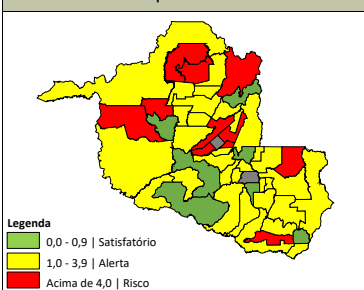 Legenda
0,0 - 0,9 | Satisfatório
1,0 - 3,9 | Alerta
Acima de 4,0 | Risco